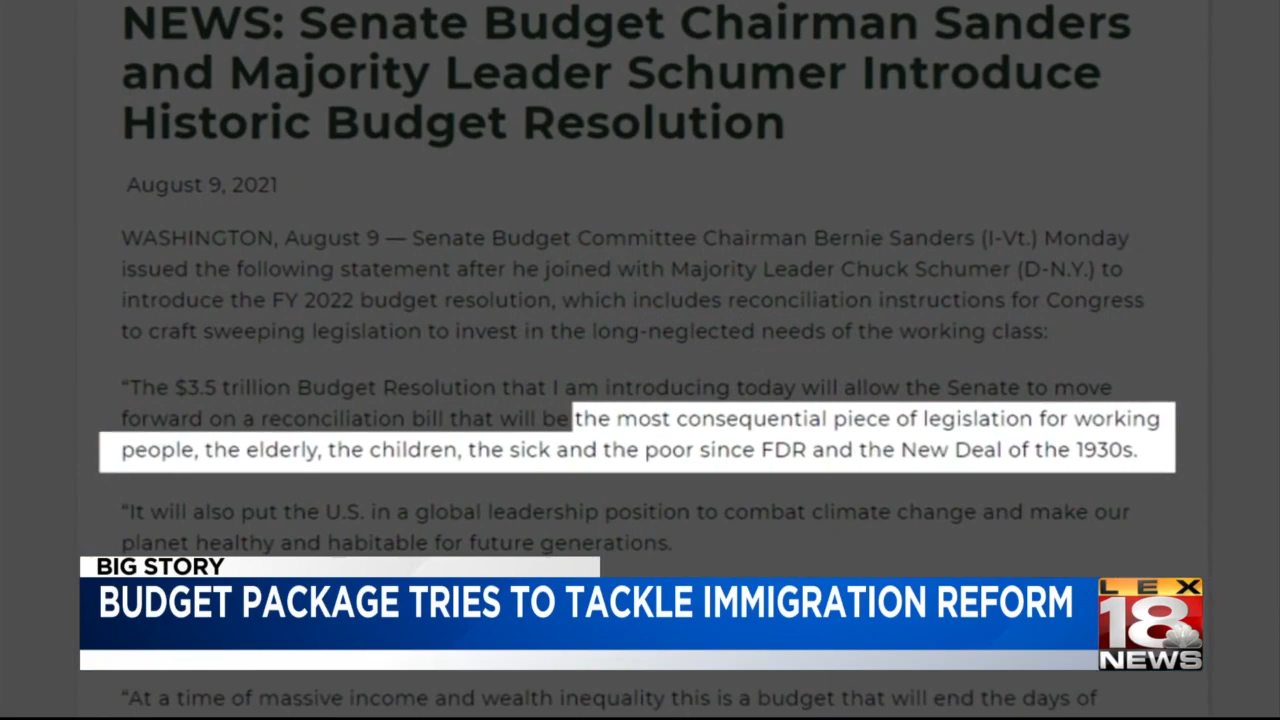 NEWS: Senate Budget Chairman Sanders
and Majority Leader Schumer Introduce
Historic Budget Resolution
August 9, 2021
WASHINGTON, August 9 — Senate Budget Committee Chairman Bernie Sanders (I-Vt.) Monday
issued the following statement after he joined with Majority Leader Chuck Schumer (D-N.Y.) to
introduce the FY 2022 budget resolution, which includes reconciliation instructions for Congress
to craft sweeping legislation to invest in the long-neglected needs of the working class:
“The $3.5 trillion Budget Resolution that I am introducing today will allow the Senate to move
forward on a reconciliation bill that will be the most consequential piece of legislation for working
people, the elderly, the children, the sick and the poor since FDR and the New Deal of the 1930s.
“It will also put the U.S. in a global leadership position to combat climate change and make our
planet healthy and habitable for future generations.
BIG STORY
BUDGET PACKAGE TRIES TO TACKLE IMMIGRATION REFORM
LEX
18
NEWS
“At a time of massive income and wealth inequality this is a budget that will end the days of